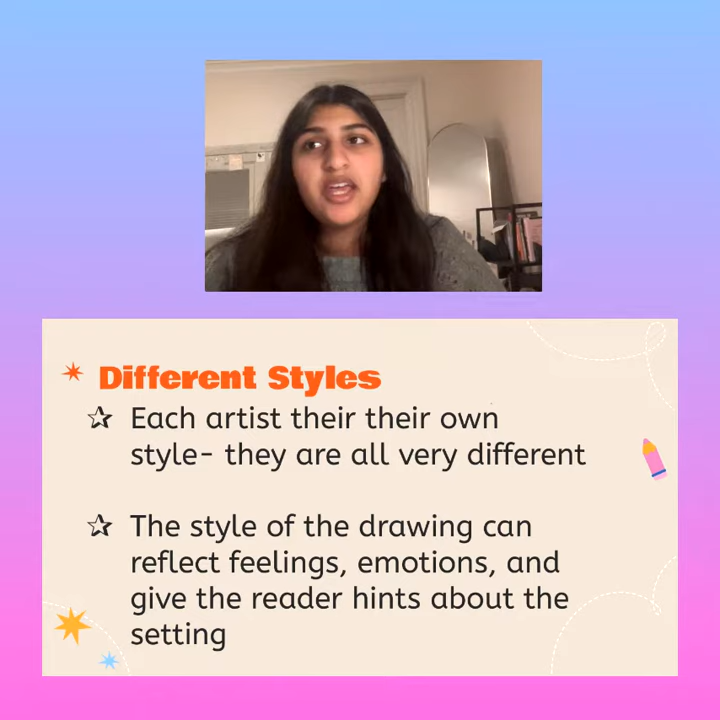 Different Styles
Each artist their their own
style- they are all very different
The style of the drawing can
reflect feelings, emotions, and
give the reader hints about the
setting